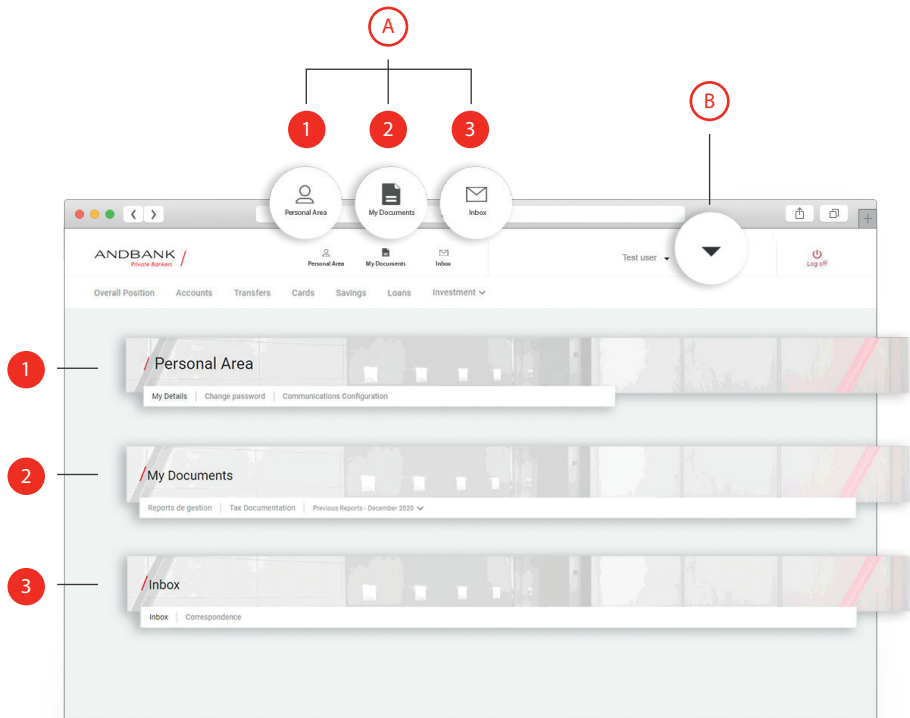 A
B
1
2
3
Personal Area
My Documents
Inbox
ANDBANK
Private Bankers
Personal Area
My Documents
Inbox
Test user
Log off
Overall Position Accounts Transfers Cards Savings Loans Investment
1
/ Personal Area
My Details | Change password | Communications Configuration
2
/My Documents
Reports de gestion | Tax Documentation | Previous Reports - December 2020
3
/Inbox
Inbox | Correspondence